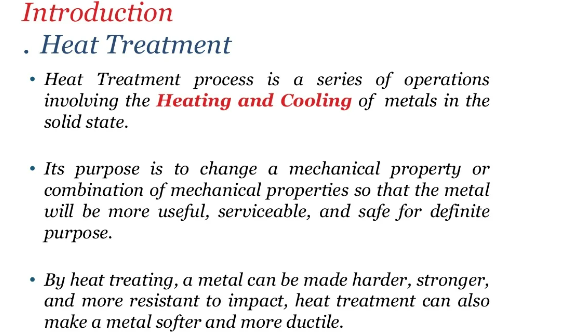 Introduction
. Heat Treatment
• Heat Treatment process is a series of operations
involving the Heating and Cooling of metals in the
solid state.
• Its purpose is to change a mechanical property or
combination of mechanical properties so that the metal
will be more useful, serviceable, and safe for definite
purpose.
• By heat treating, a metal can be made harder, stronger,
and more resistant to impact, heat treatment can also
make a metal softer and more ductile.